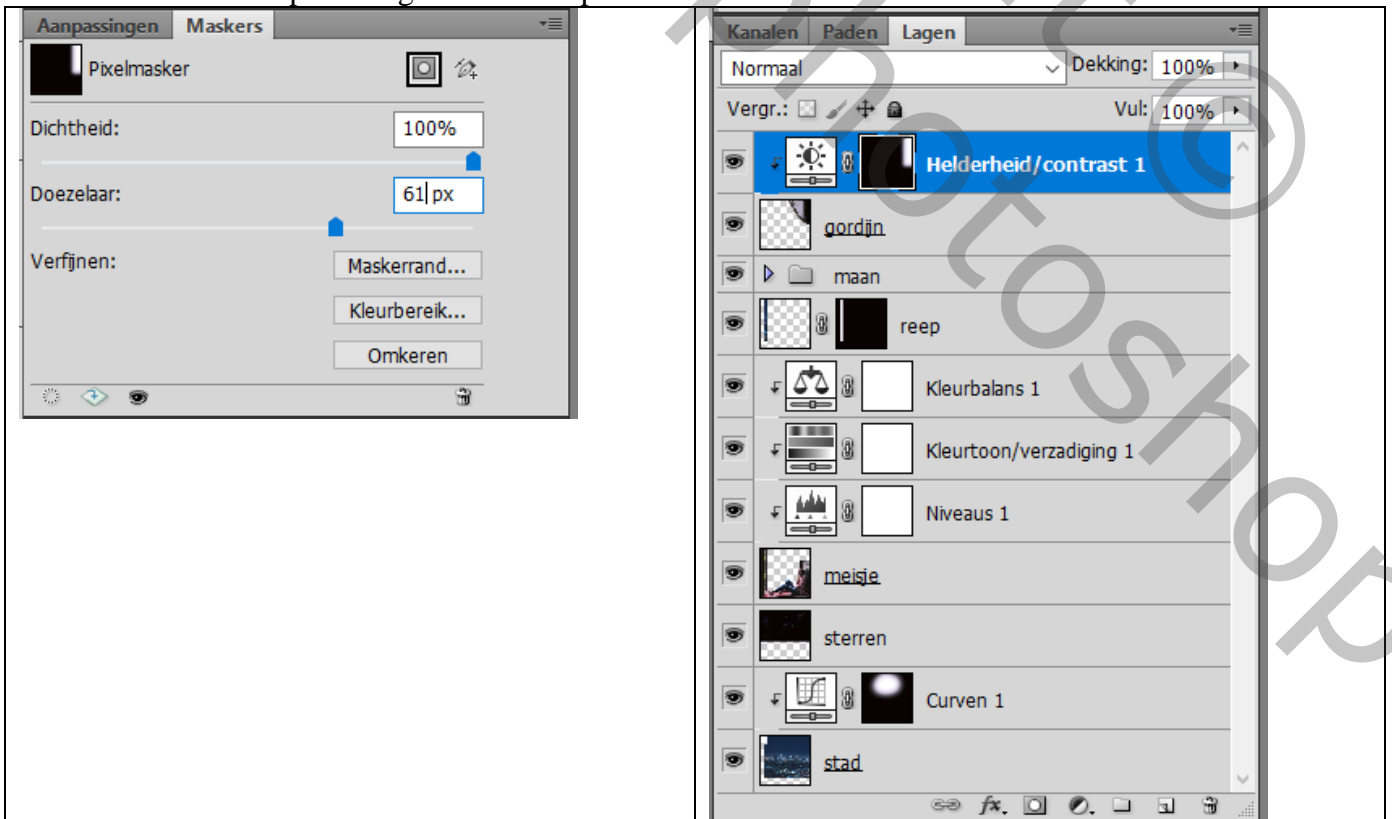 Aanpassingen Maskers
Pixelmasker
Dichtheid: 100%
Doezelaar: 61 px
Verfijnen: Maskerrand...
Kleurbereik...
Omkeren
Kanalen Paden Lagen
Normaal Dekking: 100%
Vergr.: Vul: 100%
Helderheid/contrast 1
gordijn
maan
reep
Kleurbalans 1
Kleurtoon/verzadiging 1
Niveaus 1
meisje
sterren
Curven 1
stad
fx.
©
photoshop